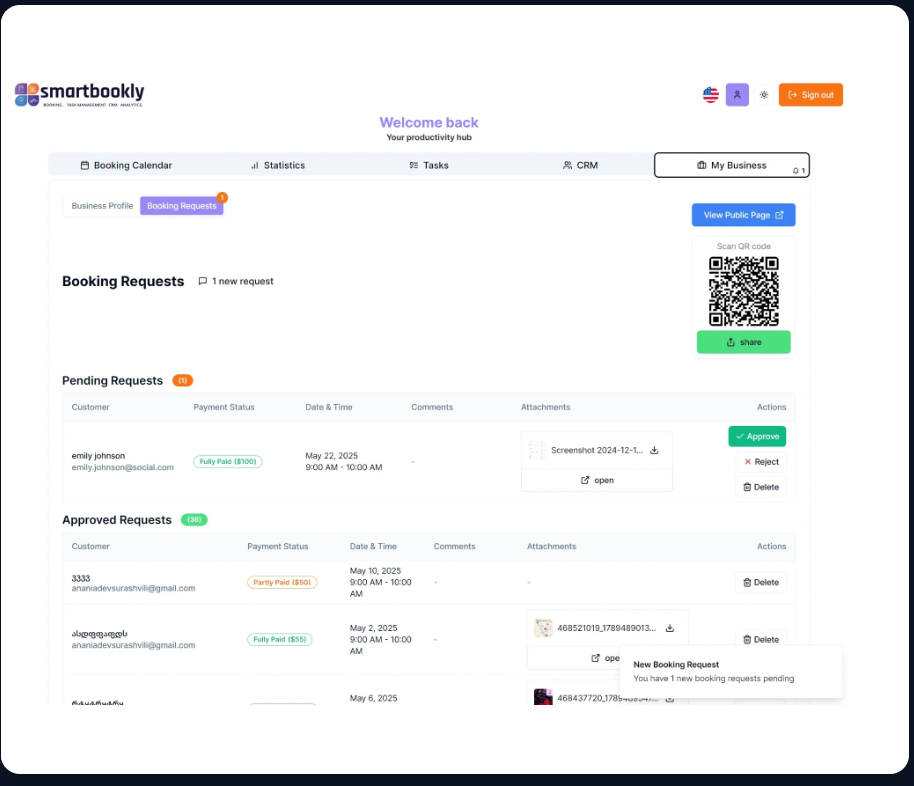 smartbookly
BOOKING. TASK MANAGEMENT. CRM. ANALYTICS.
Sign out
Welcome back
Your productivity hub
Booking Calendar
Statistics
Tasks
CRM
My Business
1
Business Profile
Booking Requests
1
View Public Page
Scan QR code
share
Booking Requests
1 new request
Pending Requests (1)
Customer Payment Status Date & Time Comments Attachments Actions
emily johnson
emily.johnson@social.com
Fully Paid ($100)
May 22, 2025
9:00 AM - 10:00 AM
-
Screenshot 2024-12-1...
open
Approve
Reject
Delete
Approved Requests (36)
Customer Payment Status Date & Time Comments Attachments Actions
3333
ananiadevsurashvili@gmail.com
Partly Paid ($50)
May 10, 2025
9:00 AM - 10:00
AM
-
-
Delete
ასდფფაფდს
ananiadevsurashvili@gmail.com
Fully Paid ($55)
May 2, 2025
9:00 AM - 10:00
AM
-
468521019_1789489013...
Delete
New Booking Request
You have 1 new booking requests pending
May 6, 2025